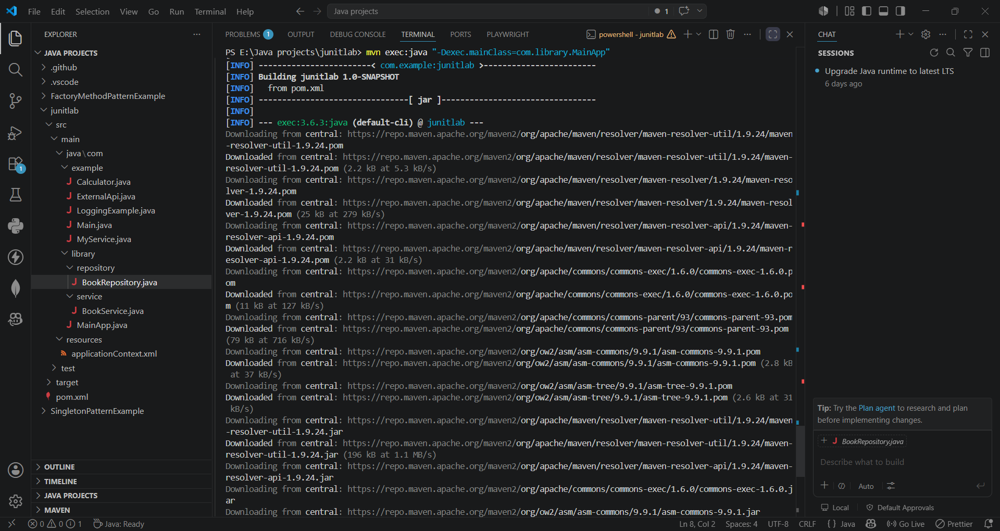 File Edit Selection View Go Run Terminal Help
Java projects
1
EXPLORER
JAVA PROJECTS
.github
.vscode
FactoryMethodPatternExample
junitlab
src
main
java\com
example
Calculator.java
ExternalApi.java
LoggingExample.java
Main.java
MyService.java
library
repository
BookRepository.java
service
BookService.java
MainApp.java
resources
applicationContext.xml
test
target
pom.xml
SingletonPatternExample
OUTLINE
TIMELINE
JAVA PROJECTS
MAVEN
1
PROBLEMS 1 OUTPUT DEBUG CONSOLE TERMINAL PORTS PLAYWRIGHT
powershell - junitlab
PS E:\Java projects\junitlab> mvn exec:java "-Dexec.mainClass=com.library.MainApp"
[INFO] ------------------------< com.example:junitlab >------------------------
[INFO] Building junitlab 1.0-SNAPSHOT
[INFO]   from pom.xml
[INFO] --------------------------------[ jar ]---------------------------------
[INFO]
[INFO] --- exec:3.6.3:java (default-cli) @ junitlab ---
Downloading from central: https://repo.maven.apache.org/maven2/org/apache/maven/resolver/maven-resolver-util/1.9.24/maven
-resolver-util-1.9.24.pom
Downloaded from central: https://repo.maven.apache.org/maven2/org/apache/maven/resolver/maven-resolver-util/1.9.24/maven-
resolver-util-1.9.24.pom (2.2 kB at 5.3 kB/s)
Downloading from central: https://repo.maven.apache.org/maven2/org/apache/maven/resolver/maven-resolver/1.9.24/maven-reso
lver-1.9.24.pom
Downloaded from central: https://repo.maven.apache.org/maven2/org/apache/maven/resolver/maven-resolver/1.9.24/maven-resol
ver-1.9.24.pom (25 kB at 279 kB/s)
Downloading from central: https://repo.maven.apache.org/maven2/org/apache/maven/resolver/maven-resolver-api/1.9.24/maven-
resolver-api-1.9.24.pom
Downloaded from central: https://repo.maven.apache.org/maven2/org/apache/maven/resolver/maven-resolver-api/1.9.24/maven-r
esolver-api-1.9.24.pom (2.2 kB at 31 kB/s)
Downloading from central: https://repo.maven.apache.org/maven2/org/apache/commons/commons-exec/1.6.0/commons-exec-1.6.0.p
om
Downloaded from central: https://repo.maven.apache.org/maven2/org/apache/commons/commons-exec/1.6.0/commons-exec-1.6.0.po
m (11 kB at 127 kB/s)
Downloading from central: https://repo.maven.apache.org/maven2/org/apache/commons/commons-parent/93/commons-parent-93.pom
Downloaded from central: https://repo.maven.apache.org/maven2/org/apache/commons/commons-parent/93/commons-parent-93.pom
(79 kB at 716 kB/s)
Downloading from central: https://repo.maven.apache.org/maven2/org/ow2/asm/asm-commons/9.9.1/asm-commons-9.9.1.pom
Downloaded from central: https://repo.maven.apache.org/maven2/org/ow2/asm/asm-commons/9.9.1/asm-commons-9.9.1.pom (2.8 kB
 at 37 kB/s)
Downloading from central: https://repo.maven.apache.org/maven2/org/ow2/asm/asm-tree/9.9.1/asm-tree-9.9.1.pom
Downloaded from central: https://repo.maven.apache.org/maven2/org/ow2/asm/asm-tree/9.9.1/asm-tree-9.9.1.pom (2.6 kB at 31
 kB/s)
Downloading from central: https://repo.maven.apache.org/maven2/org/apache/maven/resolver/maven-resolver-util/1.9.24/maven
-resolver-util-1.9.24.jar
Downloaded from central: https://repo.maven.apache.org/maven2/org/apache/maven/resolver/maven-resolver-util/1.9.24/maven-
resolver-util-1.9.24.jar (196 kB at 1.1 MB/s)
Downloading from central: https://repo.maven.apache.org/maven2/org/apache/maven/resolver/maven-resolver-api/1.9.24/maven-
resolver-api-1.9.24.jar
Downloading from central: https://repo.maven.apache.org/maven2/org/apache/commons/commons-exec/1.6.0/commons-exec-1.6.0.j
ar
Downloading from central: https://repo.maven.apache.org/maven2/org/ow2/asm/asm-commons/9.9.1/asm-commons-9.9.1.jar
CHAT
SESSIONS
Upgrade Java runtime to latest LTS
6 days ago
Tip: Try the Plan agent to research and plan
before implementing changes.
BookRepository.java
Describe what to build
Auto
Local Default Approvals
0 0 1 Java: Ready
Ln 8, Col 2 Spaces: 4 UTF-8 CRLF {} Java Go Live Prettier